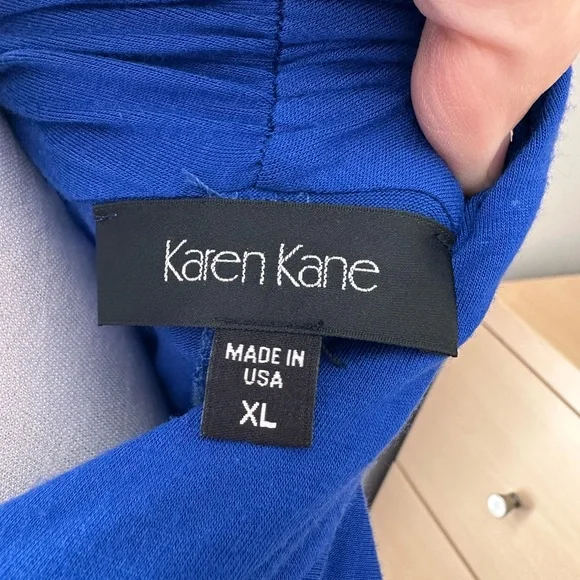 Karen Kane
MADE IN
USA
XL